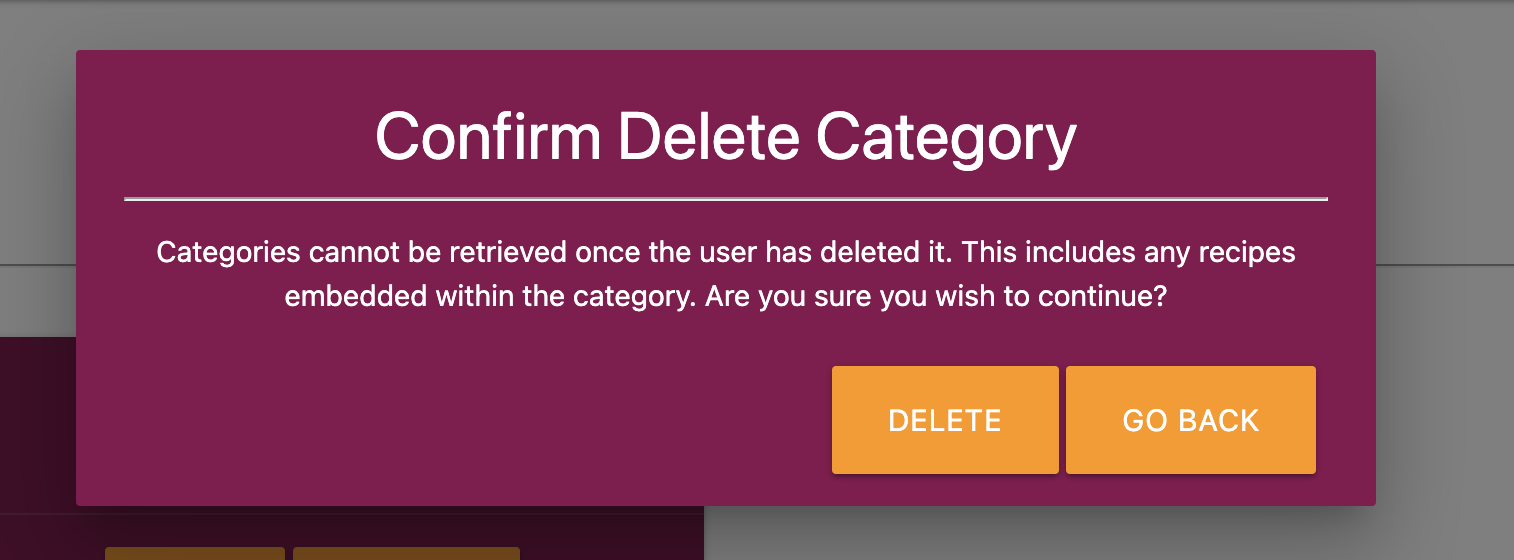 Confirm Delete Category
Categories cannot be retrieved once the user has deleted it. This includes any recipes
embedded within the category. Are you sure you wish to continue?
DELETE
GO BACK